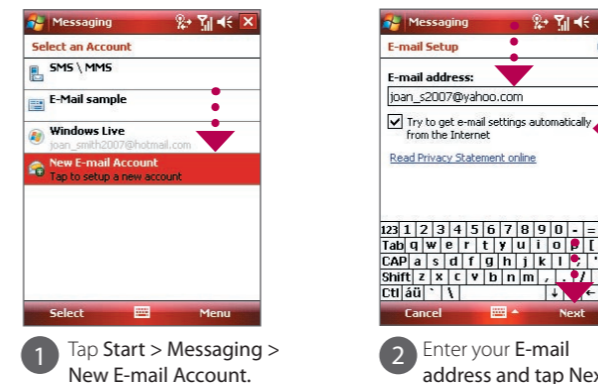 Messaging
Select an Account
SMS \ MMS
E-Mail sample
Windows Live
joan_smith2007@hotmail.com
New E-mail Account
Tap to setup a new account
Select Menu
1 Tap Start > Messaging >
New E-mail Account.
Messaging
E-mail Setup
E-mail address:
joan_s2007@yahoo.com
Try to get e-mail settings automatically
from the Internet
Read Privacy Statement online
123 1 2 3 4 5 6 7 8 9 0 - =
Tab q w e r t y u i o p [
CAP a s d f g h j k l ; '
Shift z x c v b n m , . /
Ctl áü ` \ ↓ ←
Cancel Next
2 Enter your E-mail
address and tap